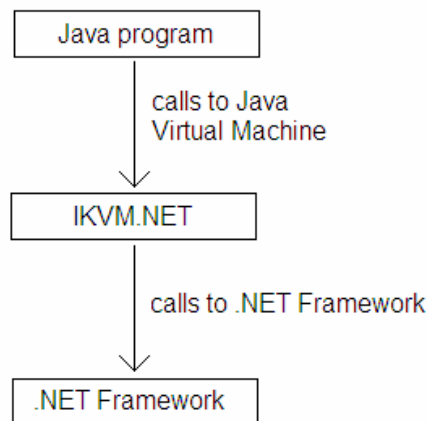 Java program
calls to Java
Virtual Machine
IKVM.NET
calls to .NET Framework
.NET Framework